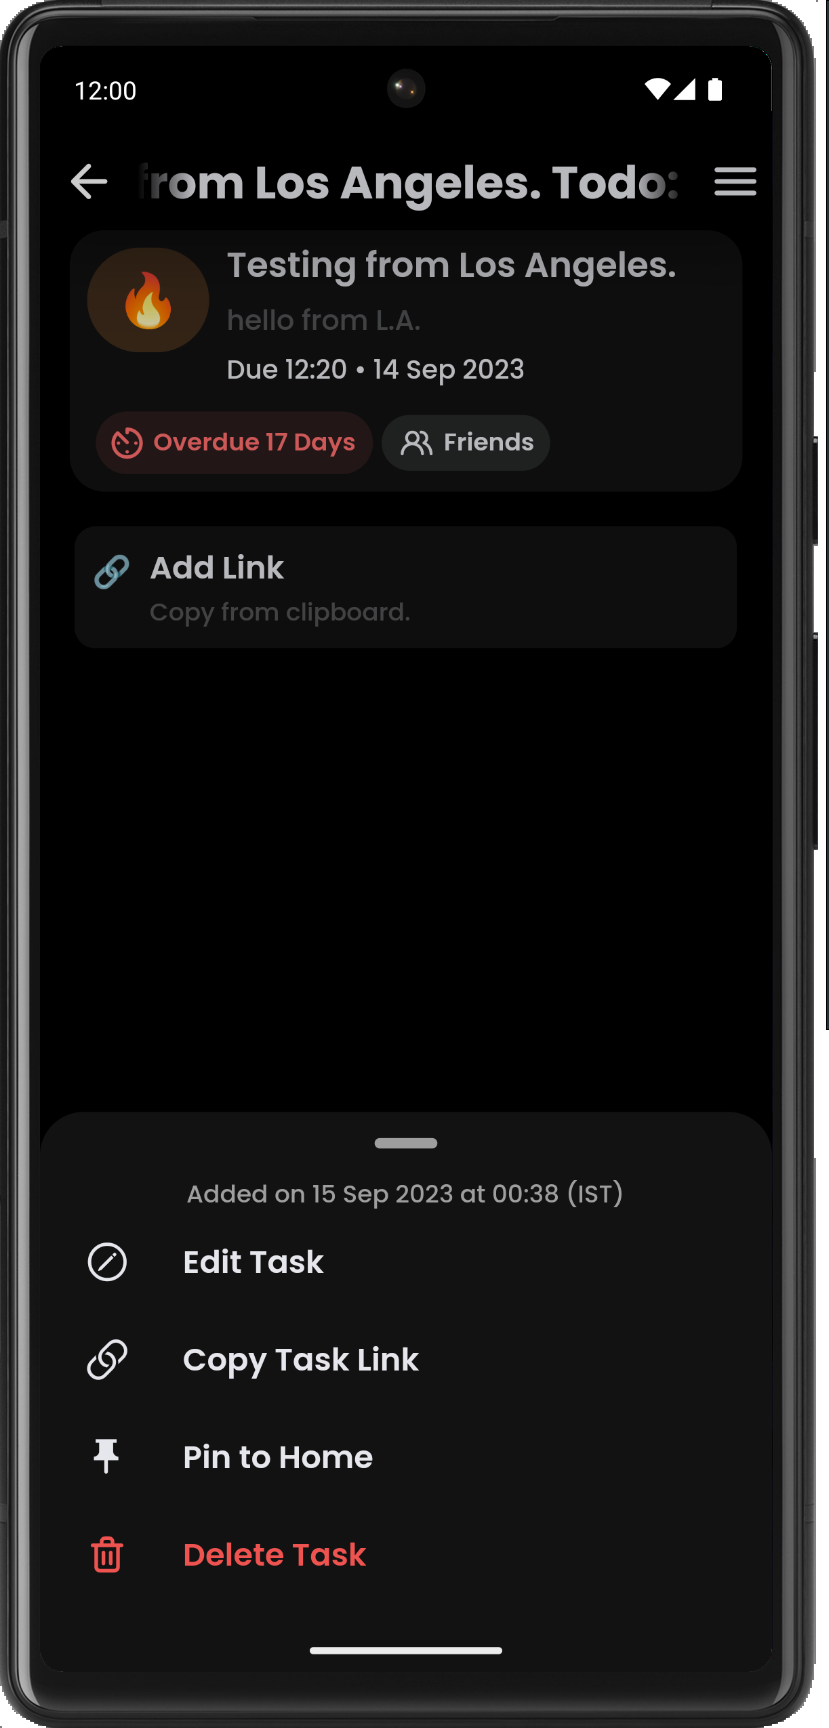 12:00
from Los Angeles. Todo:
Testing from Los Angeles.
hello from L.A.
Due 12:20 • 14 Sep 2023
Overdue 17 Days
Friends
Add Link
Copy from clipboard.
Added on 15 Sep 2023 at 00:38 (IST)
Edit Task
Copy Task Link
Pin to Home
Delete Task